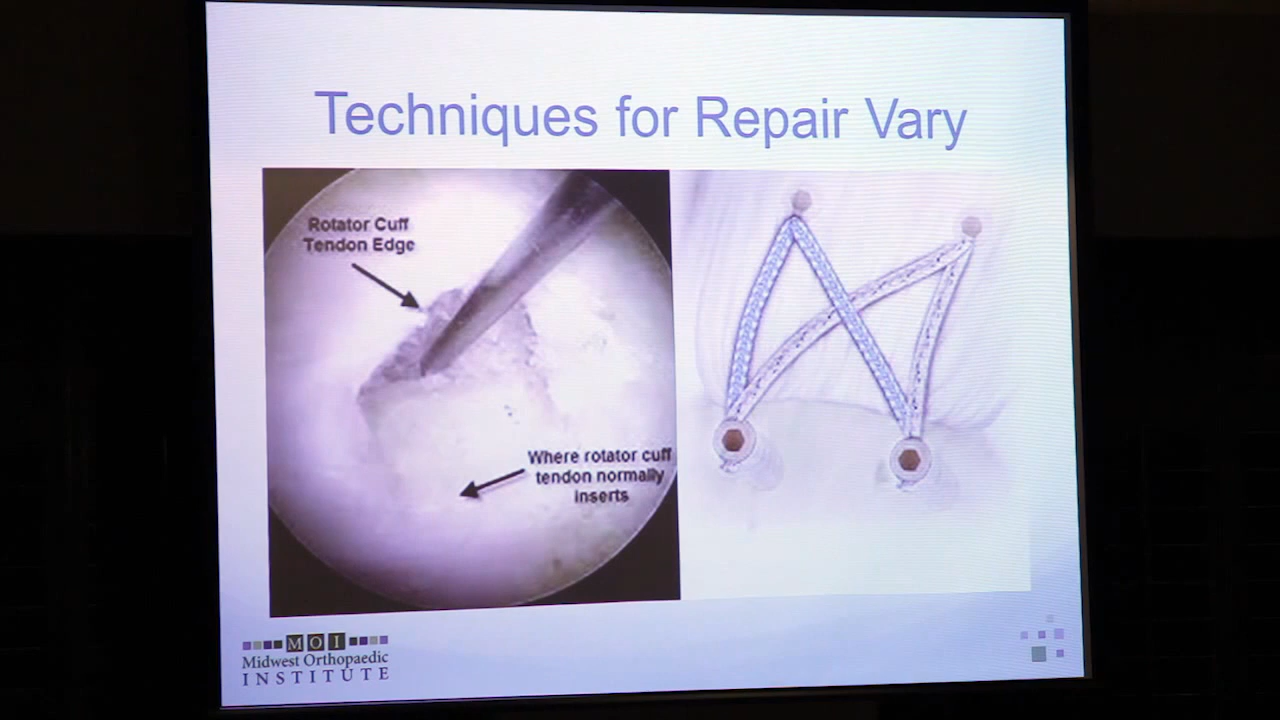 Techniques for Repair Vary
Rotator Cuff
Tendon Edge
Where rotator cuff
tendon normally
inserts
MOI
Midwest Orthopaedic
INSTITUTE